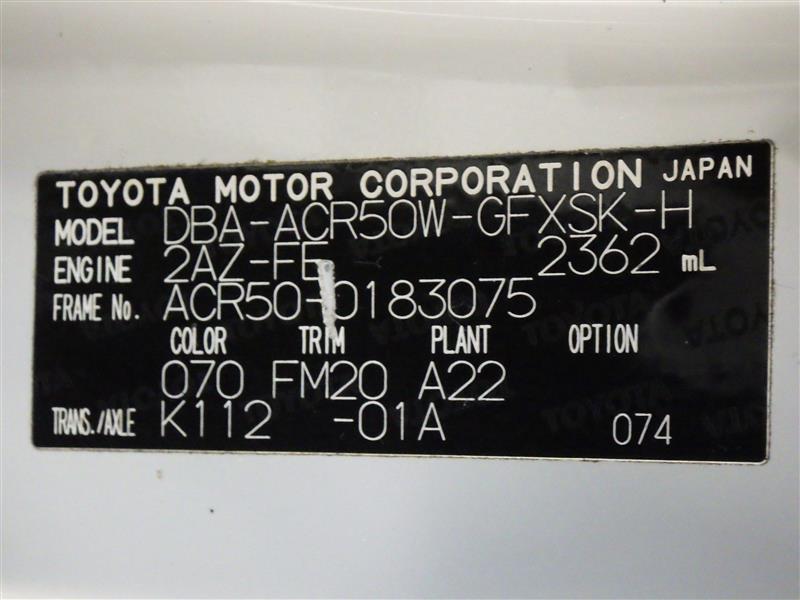 TOYOTA MOTOR CORPORATION JAPAN
MODEL DBA-ACR50W-GFXSK-H
ENGINE 2AZ-FE 2362 mL
FRAME No. ACR50-0183075
COLOR TRIM PLANT OPTION
070 FM20 A22
TRANS./AXLE K112 -01A 074